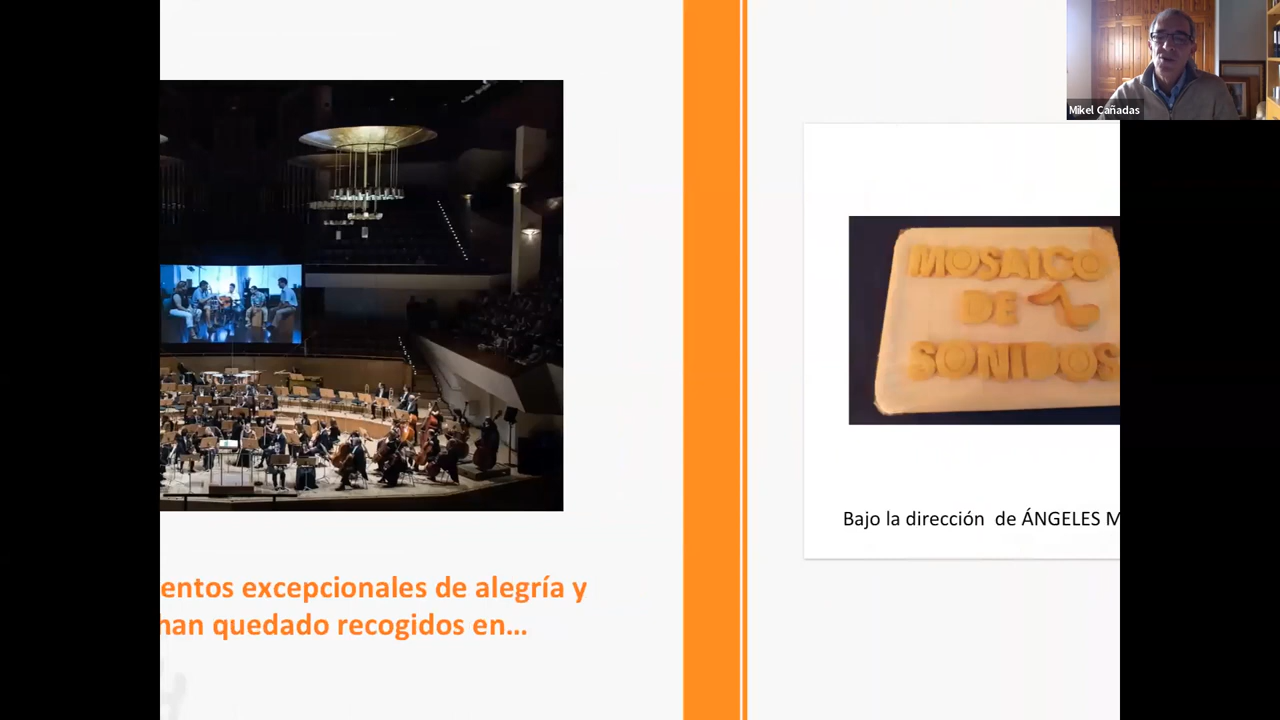 Mikel Cañadas
MOSAICO
DE
SONIDOS
Bajo la dirección de ÁNGELES M
entos excepcionales de alegría y
han quedado recogidos en...